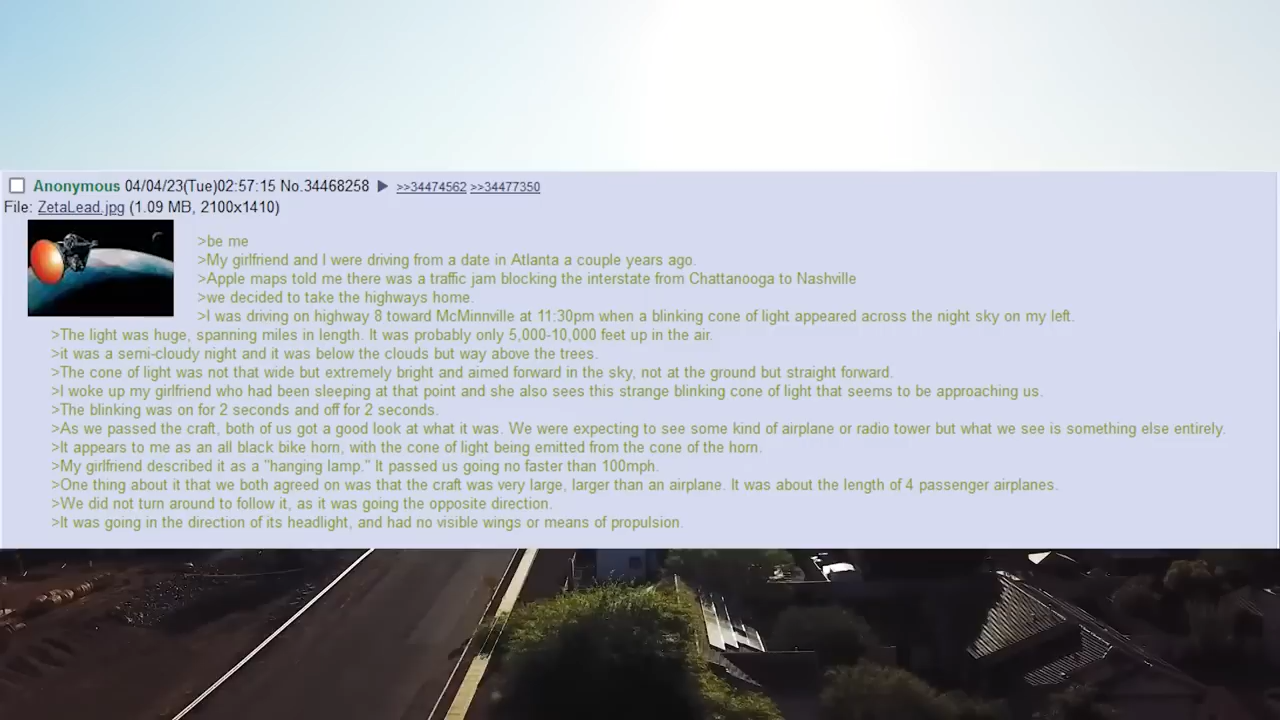 Anonymous 04/04/23(Tue)02:57:15 No.34468258 ▶ >>34474562 >>34477350
File: ZetaLead.jpg (1.09 MB, 2100x1410)
>be me
>My girlfriend and I were driving from a date in Atlanta a couple years ago.
>Apple maps told me there was a traffic jam blocking the interstate from Chattanooga to Nashville
>we decided to take the highways home.
>I was driving on highway 8 toward McMinnville at 11:30pm when a blinking cone of light appeared across the night sky on my left.
>The light was huge, spanning miles in length. It was probably only 5,000-10,000 feet up in the air.
>it was a semi-cloudy night and it was below the clouds but way above the trees.
>The cone of light was not that wide but extremely bright and aimed forward in the sky, not at the ground but straight forward.
>I woke up my girlfriend who had been sleeping at that point and she also sees this strange blinking cone of light that seems to be approaching us.
>The blinking was on for 2 seconds and off for 2 seconds.
>As we passed the craft, both of us got a good look at what it was. We were expecting to see some kind of airplane or radio tower but what we see is something else entirely.
>It appears to me as an all black bike horn, with the cone of light being emitted from the cone of the horn.
>My girlfriend described it as a "hanging lamp." It passed us going no faster than 100mph.
>One thing about it that we both agreed on was that the craft was very large, larger than an airplane. It was about the length of 4 passenger airplanes.
>We did not turn around to follow it, as it was going the opposite direction.
>It was going in the direction of its headlight, and had no visible wings or means of propulsion.